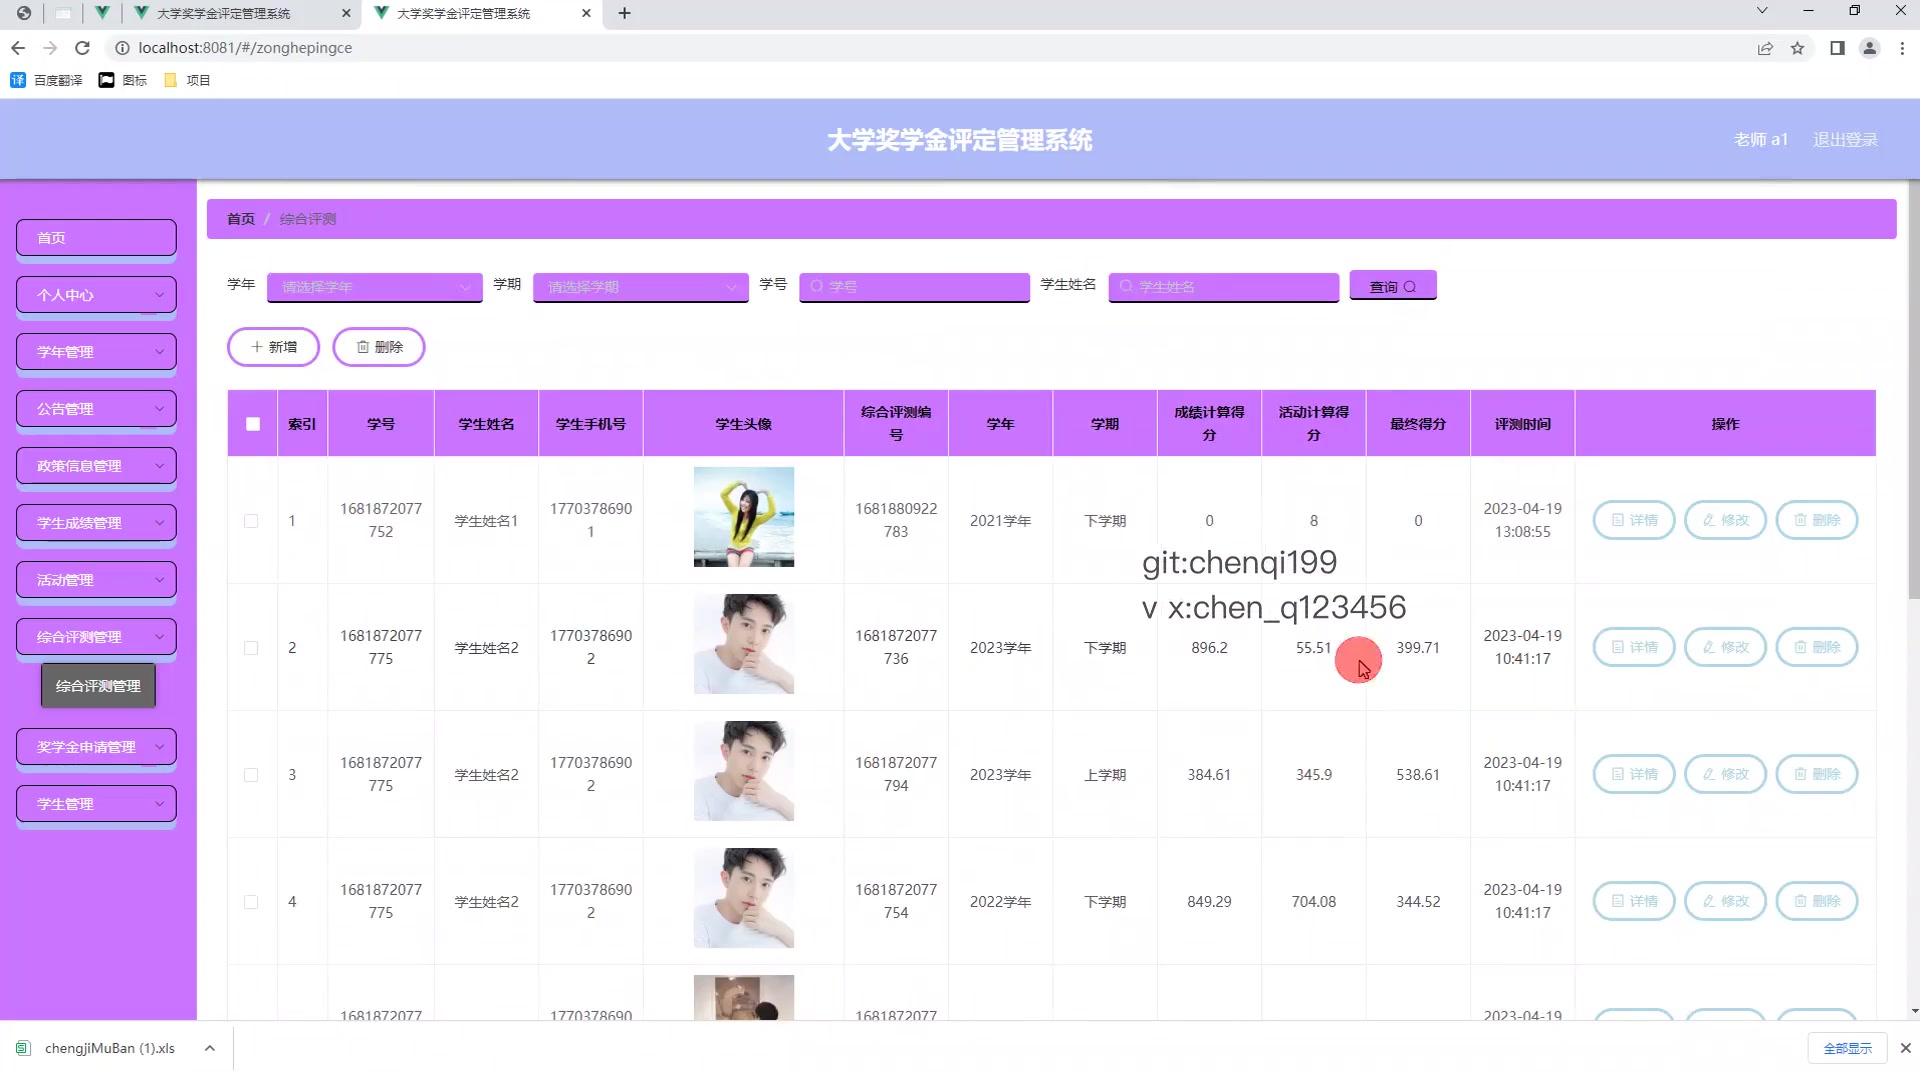 大学奖学金评定管理系统
大学奖学金评定管理系统
localhost:8081/#/zonghepingce
百度翻译 图标 项目
大学奖学金评定管理系统
老师 a1 退出登录
首页
个人中心
学年管理
公告管理
政策信息管理
学生成绩管理
活动管理
综合评测管理
综合评测管理
奖学金申请管理
学生管理
首页 / 综合评测
学年 请选择学年 学期 请选择学期 学号 学号 学生姓名 学生姓名 查询
新增 删除
索引 学号 学生姓名 学生手机号 学生头像 综合评测编号 学年 学期 成绩计算得分 活动计算得分 最终得分 评测时间 操作
1 1681872077752 学生姓名1 17703786901 1681880922783 2021学年 下学期 0 8 0 2023-04-19 13:08:55 详情 修改 删除
git:chenqi199
v x:chen_q123456
2 1681872077775 学生姓名2 17703786902 1681872077736 2023学年 下学期 896.2 55.51 399.71 2023-04-19 10:41:17 详情 修改 删除
3 1681872077775 学生姓名2 17703786902 1681872077794 2023学年 上学期 384.61 345.9 538.61 2023-04-19 10:41:17 详情 修改 删除
4 1681872077775 学生姓名2 17703786902 1681872077754 2022学年 下学期 849.29 704.08 344.52 2023-04-19 10:41:17 详情 修改 删除
1681872077 1770378690 1681872077 2023-04-19
chengjiMuBan (1).xls
全部显示